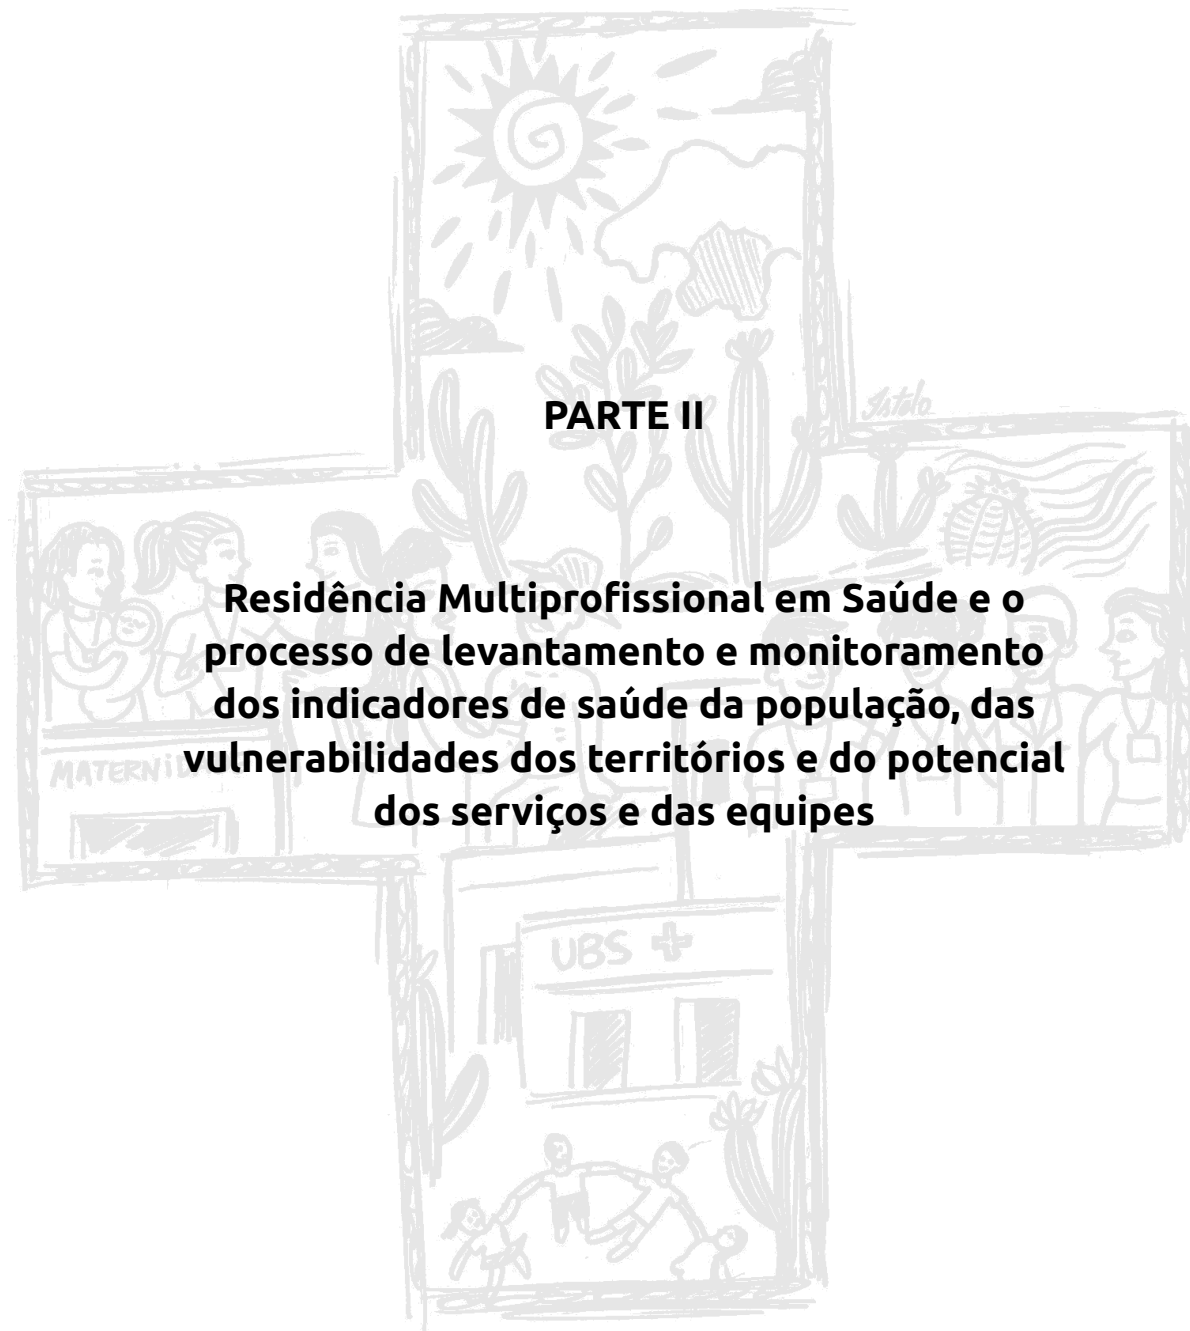 PARTE II
Residência Multiprofissional em Saúde e o
processo de levantamento e monitoramento
dos indicadores de saúde da população, das
vulnerabilidades dos territórios e do potencial
dos serviços e das equipes
UBS